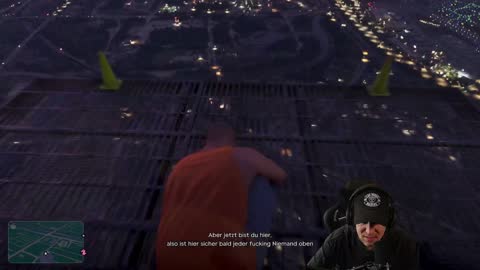 Aber jetzt bist du hier,
also ist hier sicher bald jeder fucking Niemand oben